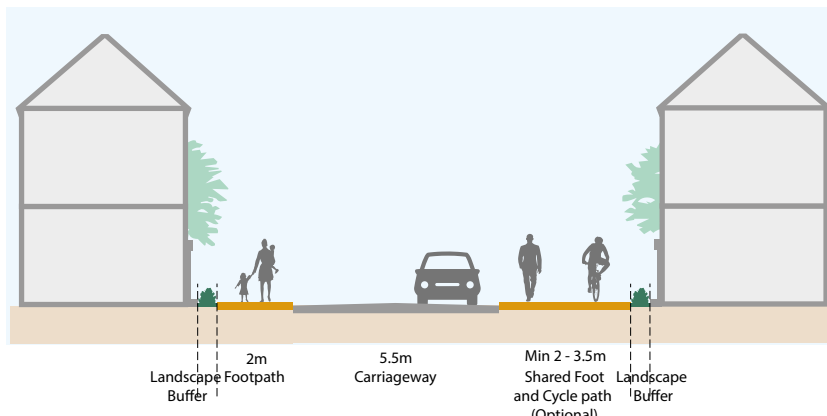 2m
Landscape
Buffer
Footpath
5.5m
Carriageway
Min 2 - 3.5m
Shared Foot
and Cycle path
(Optional)
Landscape
Buffer